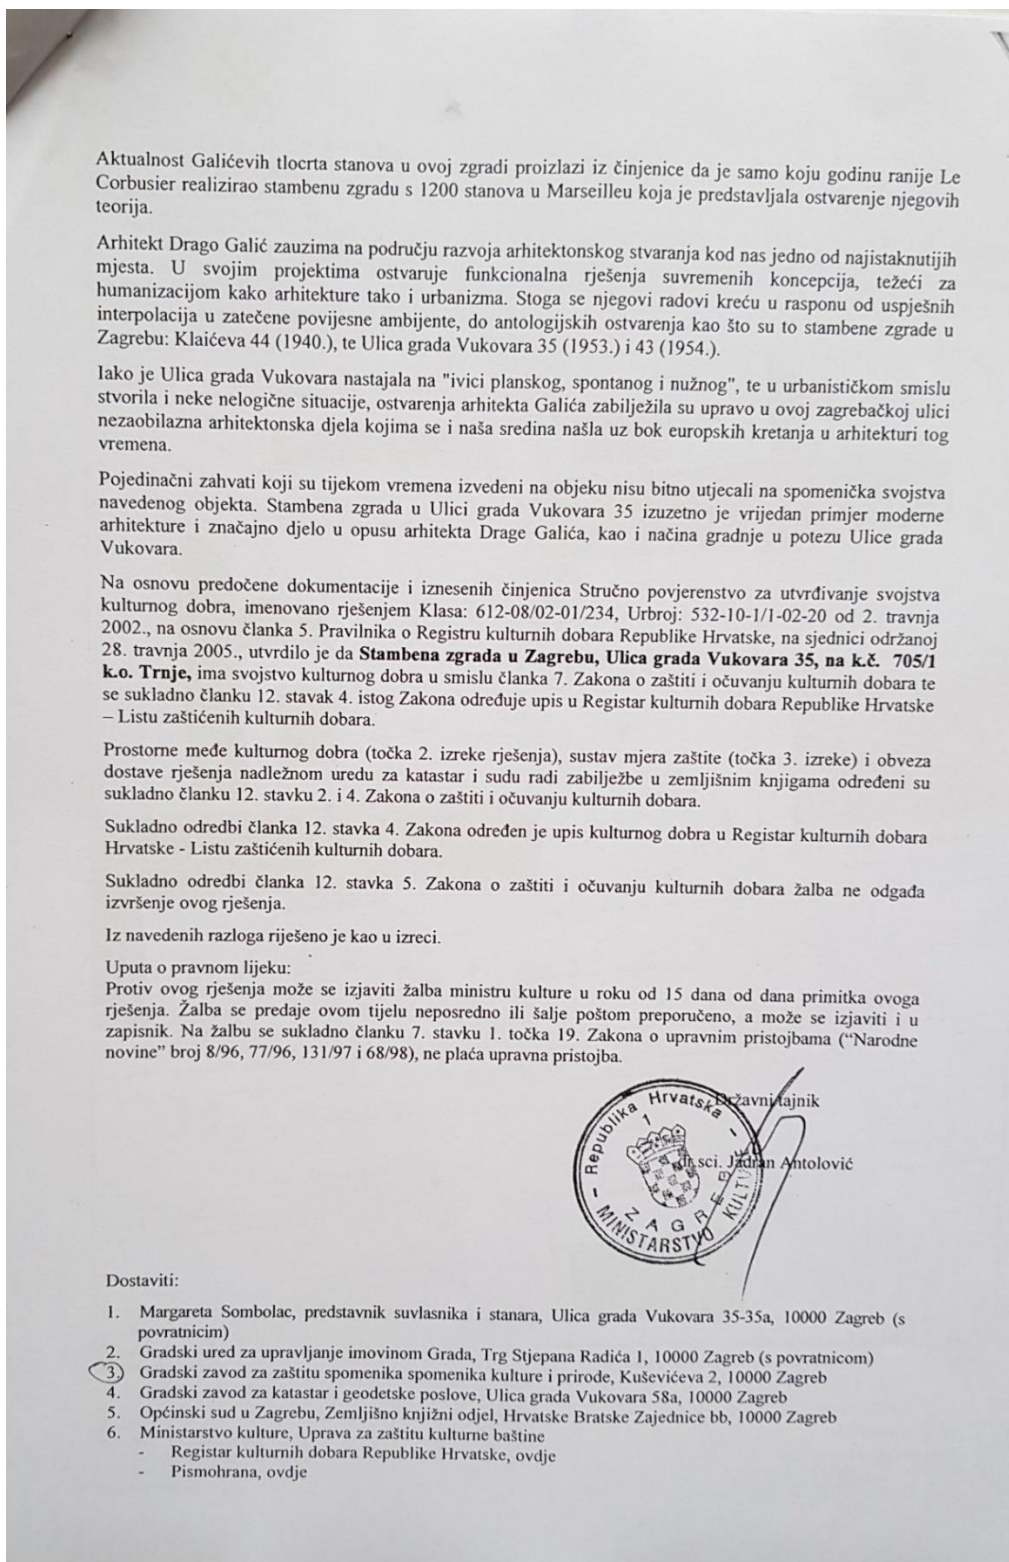 Aktualnost Galićevih tlocrta stanova u ovoj zgradi proizlazi iz činjenice da je samo koju godinu ranije Le
Corbusier realizirao stambenu zgradu s 1200 stanova u Marseilleu koja je predstavljala ostvarenje njegovih
teorija.
Arhitekt Drago Galić zauzima na području razvoja arhitektonskog stvaranja kod nas jedno od najistaknutijih
mjesta. U svojim projektima ostvaruje funkcionalna rješenja suvremenih koncepcija, težeći za
humanizacijom kako arhitekture tako i urbanizma. Stoga se njegovi radovi kreću u rasponu od uspješnih
interpolacija u zatečene povijesne ambijente, do antologijskih ostvarenja kao što su to stambene zgrade u
Zagrebu: Klaićeva 44 (1940.), te Ulica grada Vukovara 35 (1953.) i 43 (1954.).
Iako je Ulica grada Vukovara nastajala na "ivici planskog, spontanog i nužnog", te u urbanističkom smislu
stvorila i neke nelogične situacije, ostvarenja arhitekta Galića zabilježila su upravo u ovoj zagrebačkoj ulici
nezaobilazna arhitektonska djela kojima se i naša sredina našla uz bok europskih kretanja u arhitekturi tog
vremena.
Pojedinačni zahvati koji su tijekom vremena izvedeni na objeku nisu bitno utjecali na spomenička svojstva
navedenog objekta. Stambena zgrada u Ulici grada Vukovara 35 izuzetno je vrijedan primjer moderne
arhitekture i značajno djelo u opusu arhitekta Drage Galića, kao i načina gradnje u potezu Ulice grada
Vukovara.
Na osnovu predočene dokumentacije i iznesenih činjenica Stručno povjerenstvo za utvrđivanje svojstva
kulturnog dobra, imenovano rješenjem Klasa: 612-08/02-01/234, Urbroj: 532-10-1/1-02-20 od 2. travnja
2002., na osnovu članka 5. Pravilnika o Registru kulturnih dobara Republike Hrvatske, na sjednici održanoj
28. travnja 2005., utvrdilo je da Stambena zgrada u Zagrebu, Ulica grada Vukovara 35, na k.č. 705/1
k.o. Trnje, ima svojstvo kulturnog dobra u smislu članka 7. Zakona o zaštiti i očuvanju kulturnih dobara te
se sukladno članku 12. stavak 4. istog Zakona određuje upis u Registar kulturnih dobara Republike Hrvatske
– Listu zaštićenih kulturnih dobara.
Prostorne međe kulturnog dobra (točka 2. izreke rješenja), sustav mjera zaštite (točka 3. izreke) i obveza
dostave rješenja nadležnom uredu za katastar i sudu radi zabilježbe u zemljišnim knjigama određeni su
sukladno članku 12. stavku 2. i 4. Zakona o zaštiti i očuvanju kulturnih dobara.
Sukladno odredbi članka 12. stavka 4. Zakona određen je upis kulturnog dobra u Registar kulturnih dobara
Hrvatske - Listu zaštićenih kulturnih dobara.
Sukladno odredbi članka 12. stavka 5. Zakona o zaštiti i očuvanju kulturnih dobara žalba ne odgađa
izvršenje ovog rješenja.
Iz navedenih razloga riješeno je kao u izreci.
Uputa o pravnom lijeku:
Protiv ovog rješenja može se izjaviti žalba ministru kulture u roku od 15 dana od dana primitka ovoga
rješenja. Žalba se predaje ovom tijelu neposredno ili šalje poštom preporučeno, a može se izjaviti i u
zapisnik. Na žalbu se sukladno članku 7. stavku 1. točka 19. Zakona o upravnim pristojbama (“Narodne
novine” broj 8/96, 77/96, 131/97 i 68/98), ne plaća upravna pristojba.
Državni tajnik
dr.sci. Jadran Antolović
Republika Hrvatska
1
ZAGREB
MINISTARSTVO KULTURE
Dostaviti:
1. Margareta Sombolac, predstavnik suvlasnika i stanara, Ulica grada Vukovara 35-35a, 10000 Zagreb (s
povratnicim)
2. Gradski ured za upravljanje imovinom Grada, Trg Stjepana Radića 1, 10000 Zagreb (s povratnicom)
3. Gradski zavod za zaštitu spomenika spomenika kulture i prirode, Kuševićeva 2, 10000 Zagreb
4. Gradski zavod za katastar i geodetske poslove, Ulica grada Vukovara 58a, 10000 Zagreb
5. Općinski sud u Zagrebu, Zemljišno knjižni odjel, Hrvatske Bratske Zajednice bb, 10000 Zagreb
6. Ministarstvo kulture, Uprava za zaštitu kulturne baštine
- Registar kulturnih dobara Republike Hrvatske, ovdje
- Pismohrana, ovdje